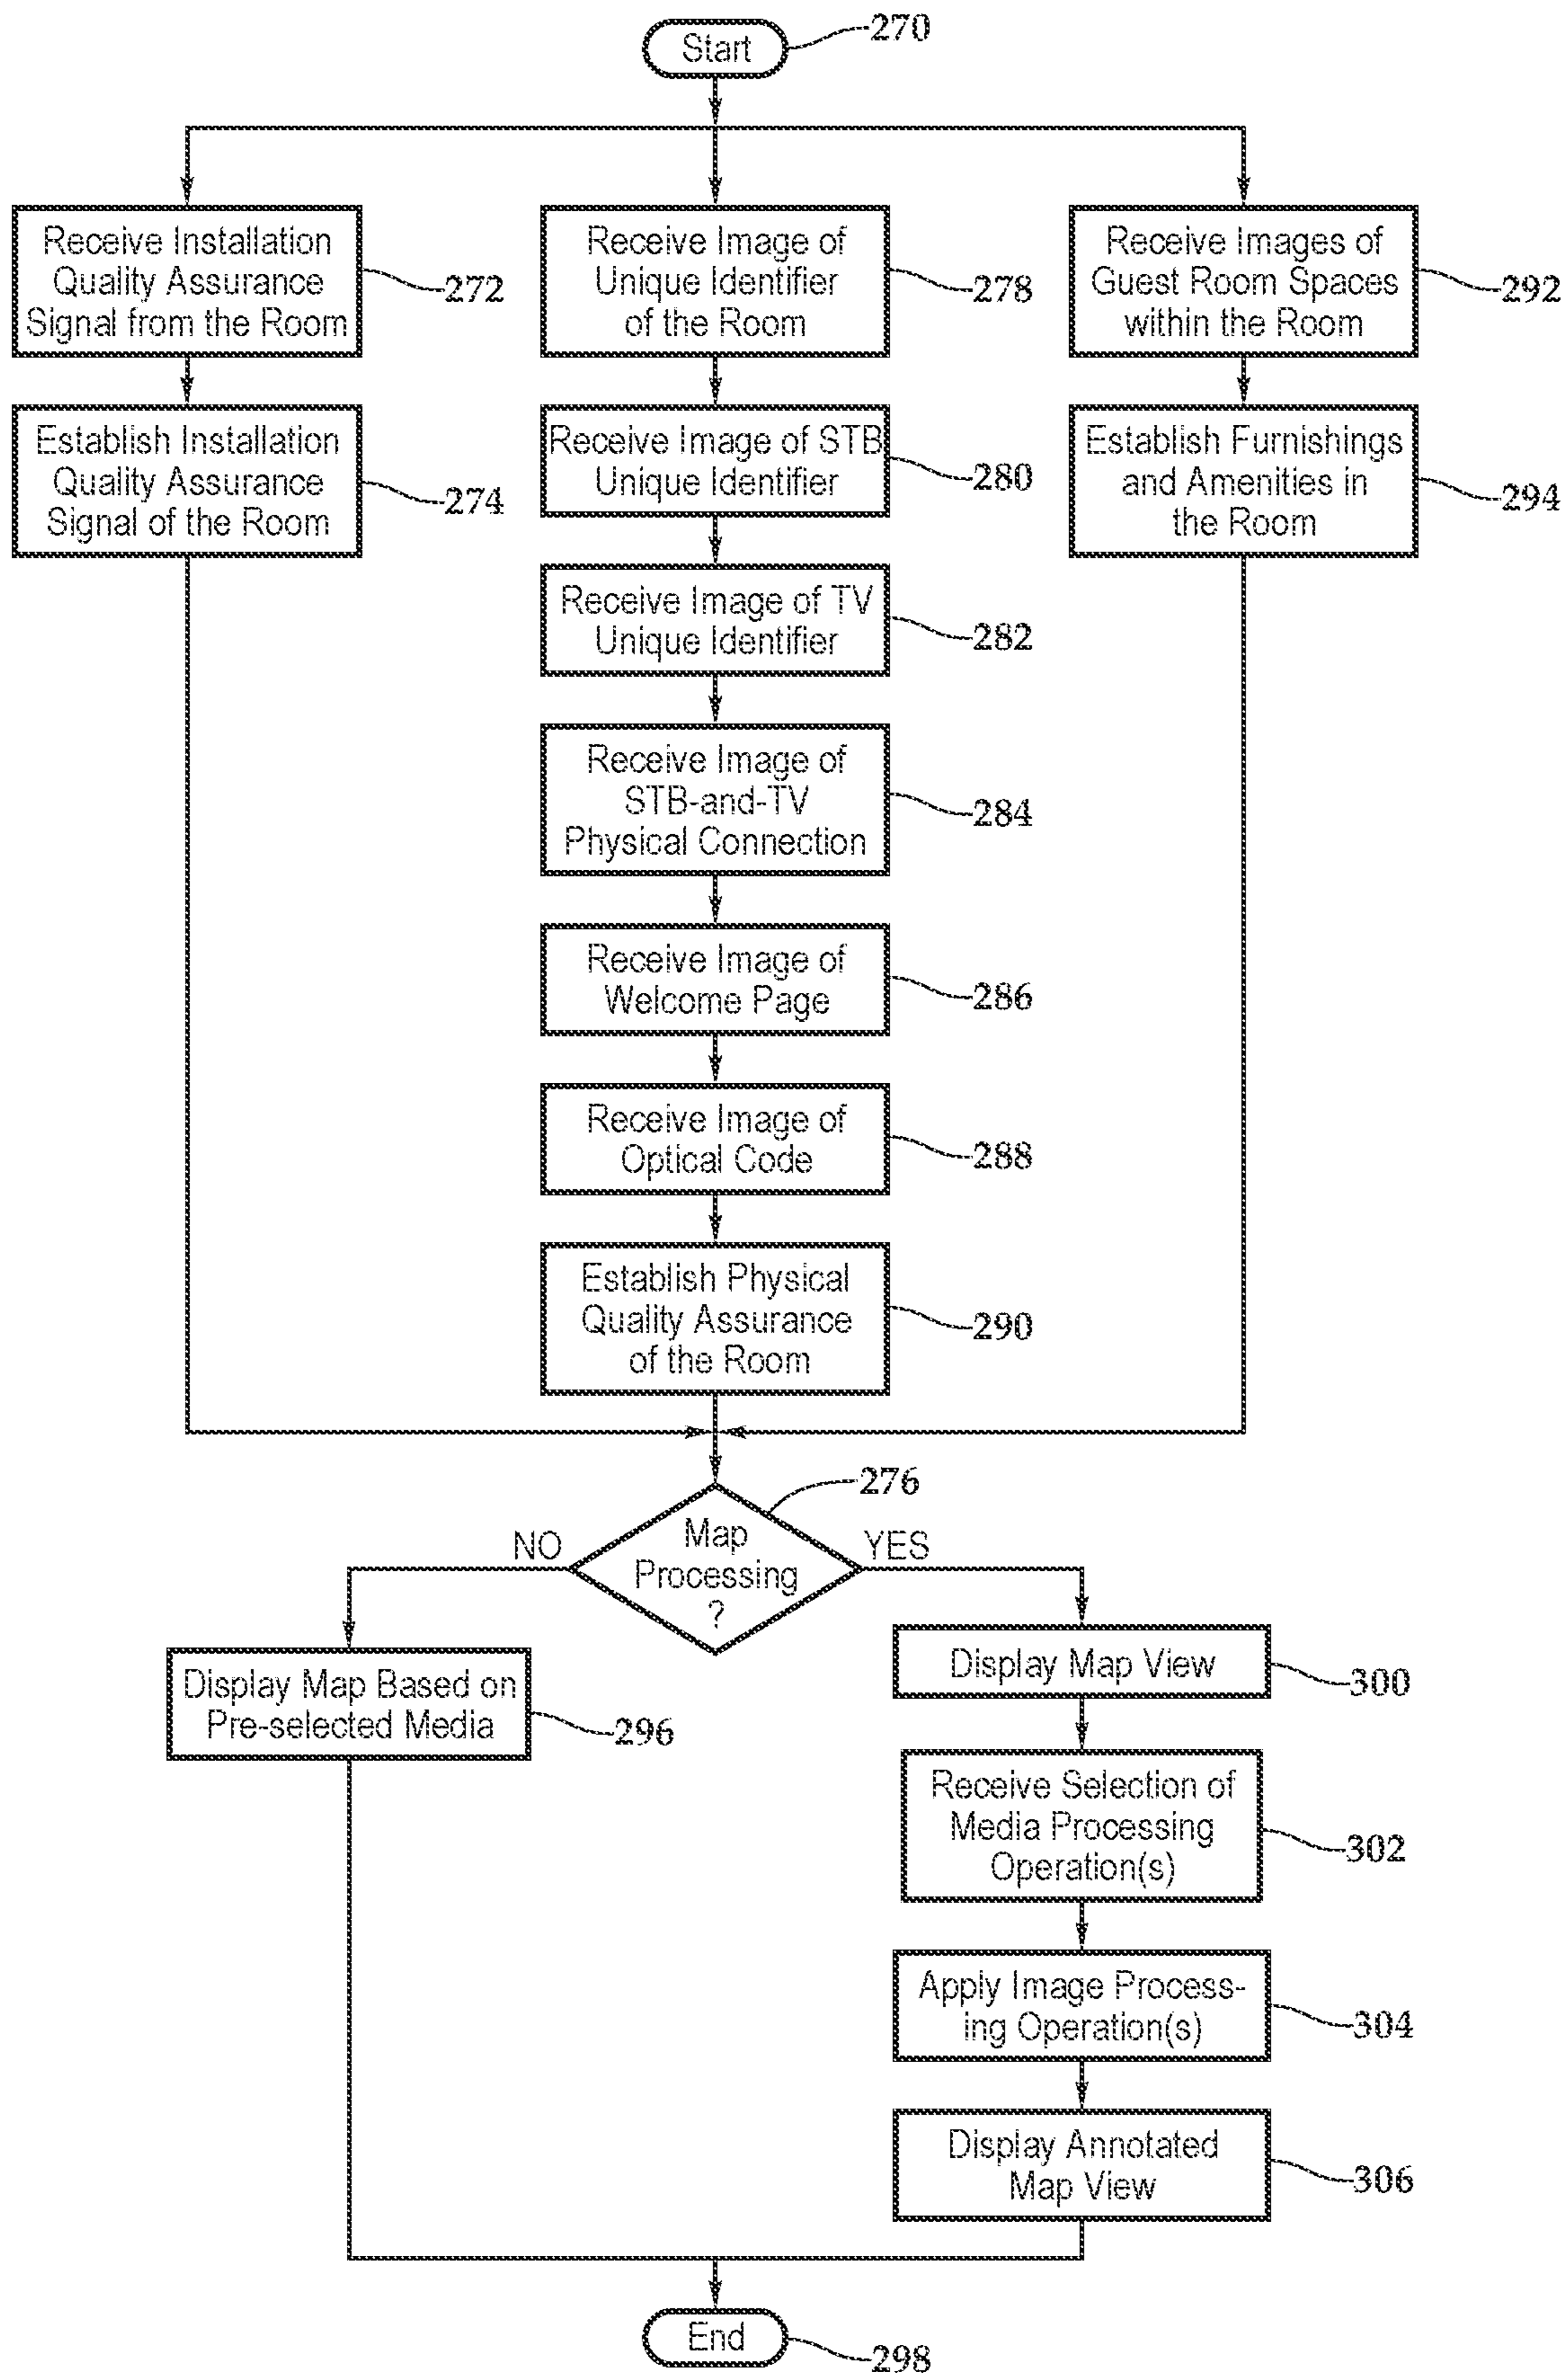 Start
270
Receive Installation
Quality Assurance
Signal from the Room
272
Establish Installation
Quality Assurance
Signal of the Room
274
Receive Image of
Unique Identifier
of the Room
278
Receive Image of STB
Unique Identifier
280
Receive Image of TV
Unique Identifier
282
Receive Image of
STB-and-TV
Physical Connection
284
Receive Image of
Welcome Page
286
Receive Image of
Optical Code
288
Establish Physical
Quality Assurance
of the Room
290
Receive Images of
Guest Room Spaces
within the Room
292
Establish Furnishings
and Amenities in
the Room
294
276
Map
Processing
?
NO
YES
Display Map Based on
Pre-selected Media
296
Display Map View
300
Receive Selection of
Media Processing
Operation(s)
302
Apply Image Process-
ing Operation(s)
304
Display Annotated
Map View
306
End
298